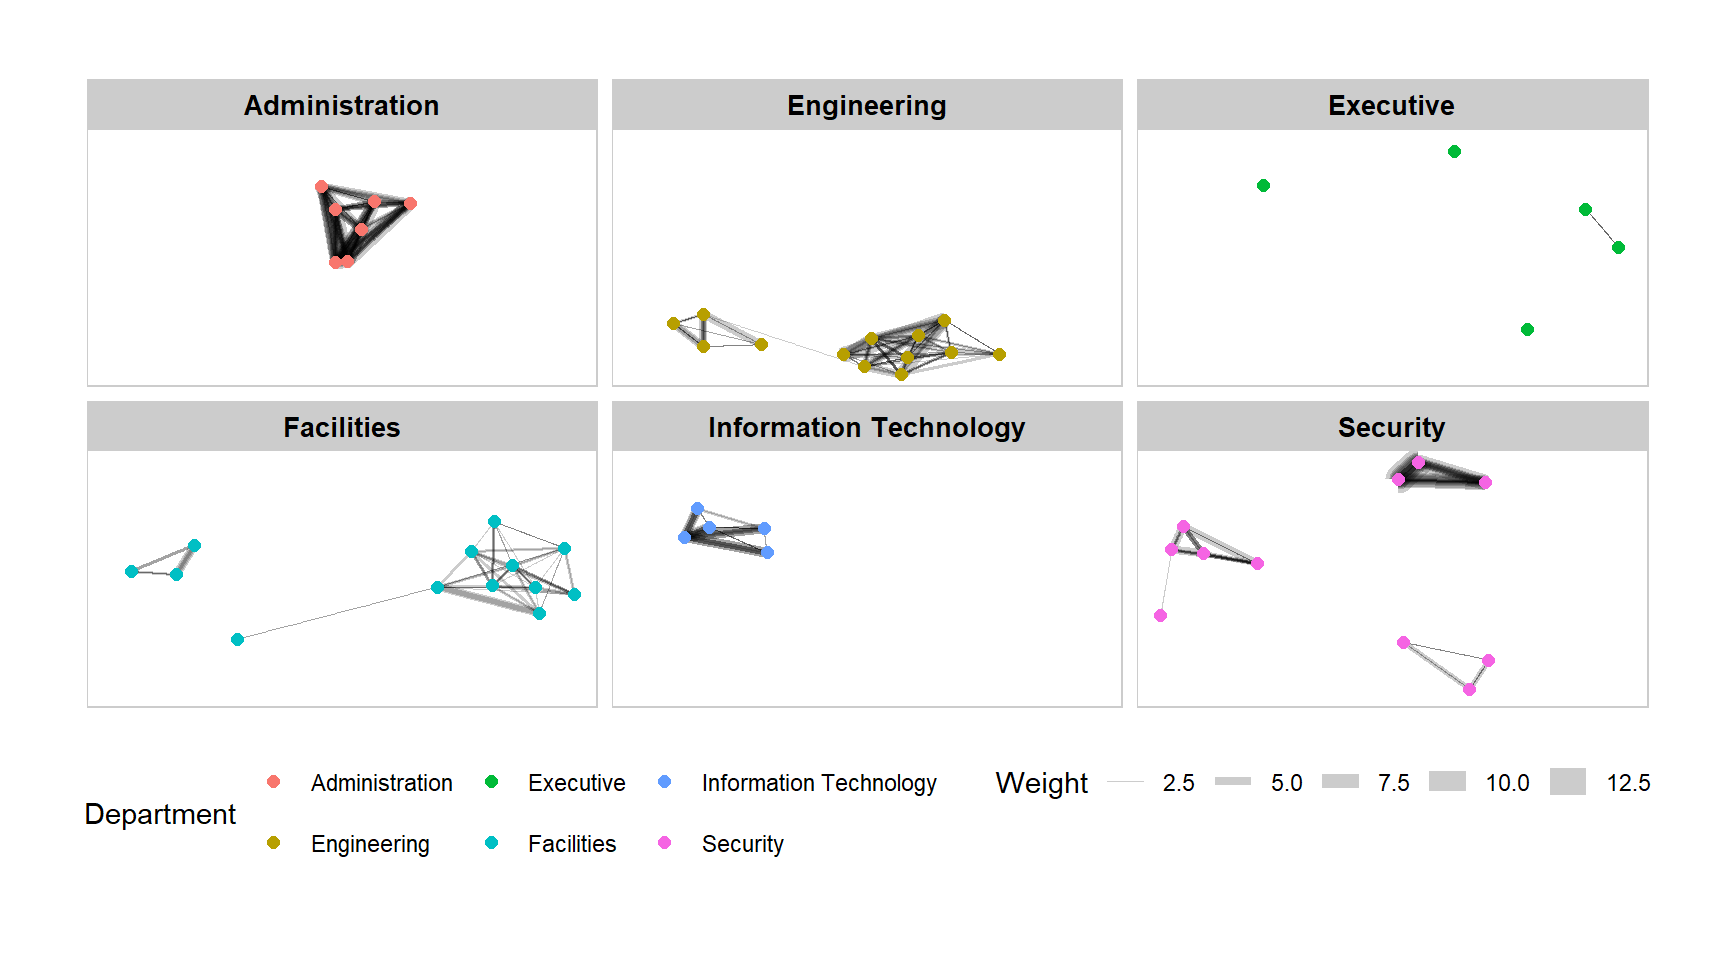 Administration
Engineering
Executive
Facilities
Information Technology
Security
Department
Administration
Executive
Information Technology
Engineering
Facilities
Security
Weight
2.5
5.0
7.5
10.0
12.5